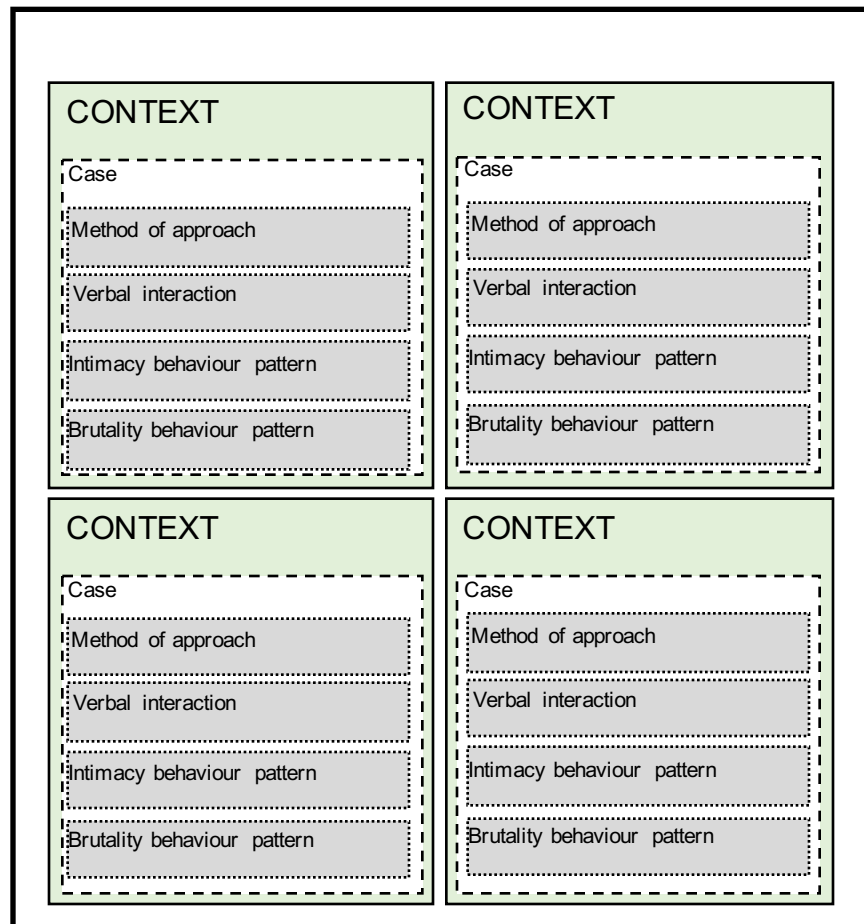 CONTEXT
Case
Method of approach
Verbal interaction
Intimacy behaviour pattern
Brutality behaviour pattern
CONTEXT
Case
Method of approach
Verbal interaction
Intimacy behaviour pattern
Brutality behaviour pattern
CONTEXT
Case
Method of approach
Verbal interaction
Intimacy behaviour pattern
Brutality behaviour pattern
CONTEXT
Case
Method of approach
Verbal interaction
Intimacy behaviour pattern
Brutality behaviour pattern